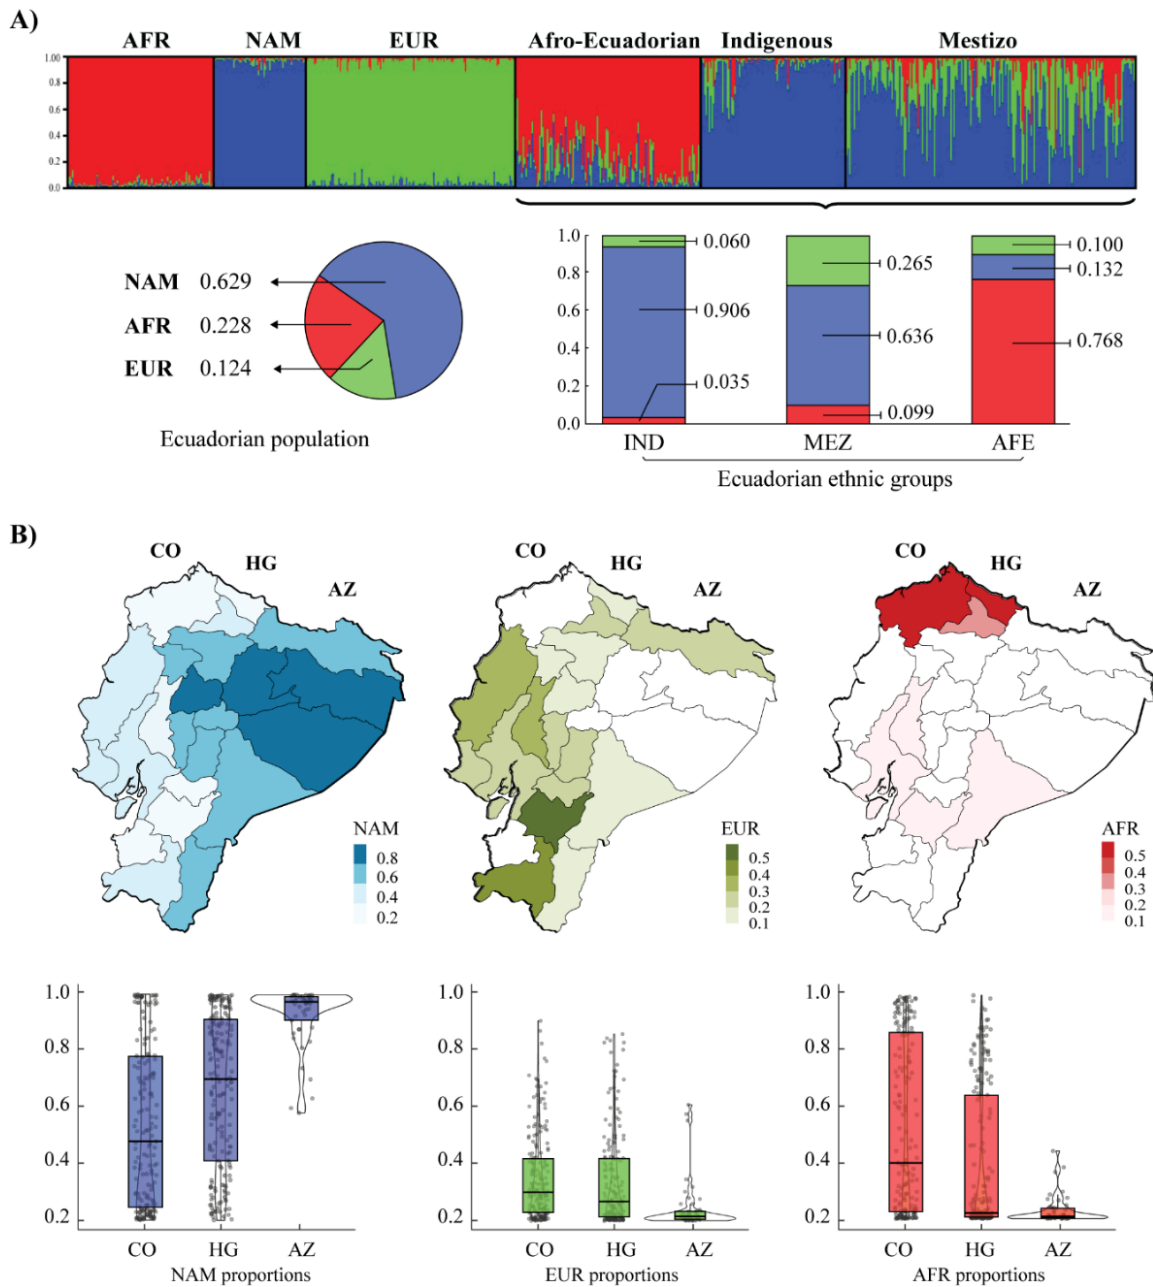 A)
AFR NAM EUR Afro-Ecuadorian Indigenous Mestizo
1.00
0.8
0.6
0.4
0.2
0.0
NAM 0.629
AFR 0.228
EUR 0.124
Ecuadorian population
1.0
0.8
0.6
0.4
0.2
0.0
0.060
0.906
0.035
0.265
0.636
0.099
0.100
0.132
0.768
IND MEZ AFE
Ecuadorian ethnic groups
B)
CO HG AZ
NAM
0.8
0.6
0.4
0.2
CO HG AZ
EUR
0.5
0.4
0.3
0.2
0.1
CO HG AZ
AFR
0.5
0.4
0.3
0.2
0.1
1.0
0.8
0.6
0.4
0.2
CO HG AZ
NAM proportions
1.0
0.8
0.6
0.4
0.2
CO HG AZ
EUR proportions
1.0
0.8
0.6
0.4
0.2
CO HG AZ
AFR proportions